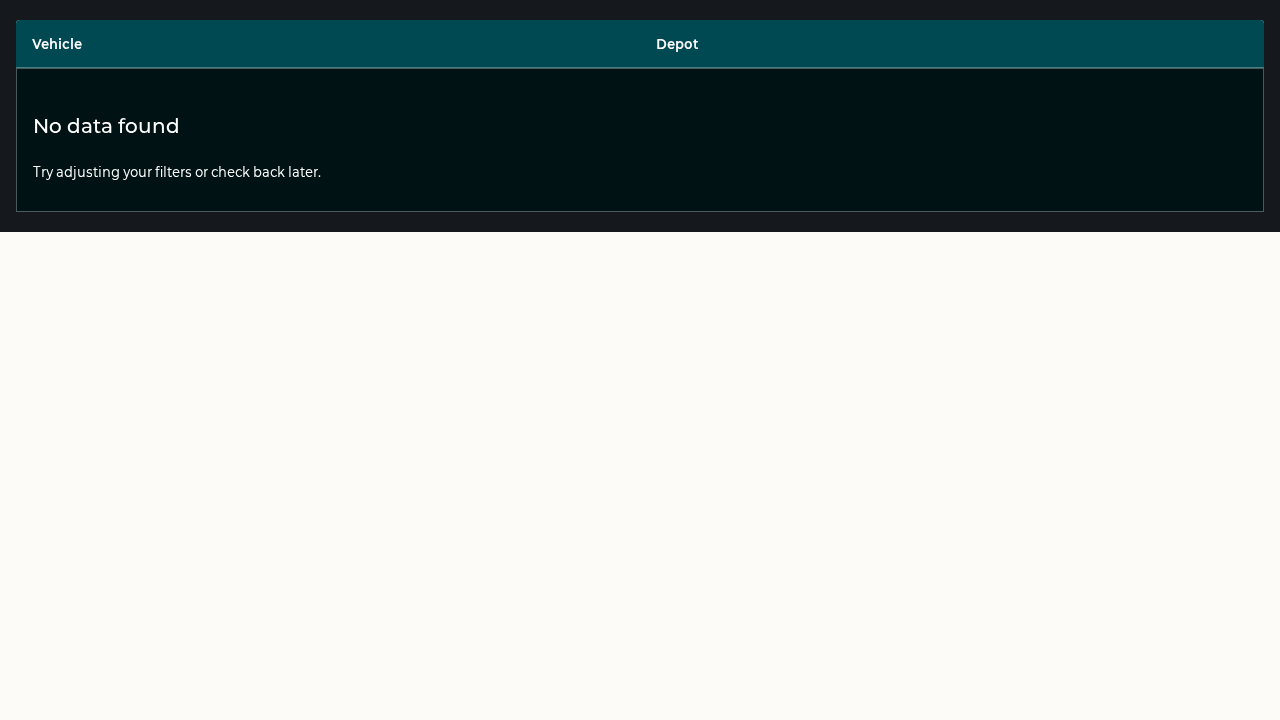 Vehicle Depot
No data found
Try adjusting your filters or check back later.